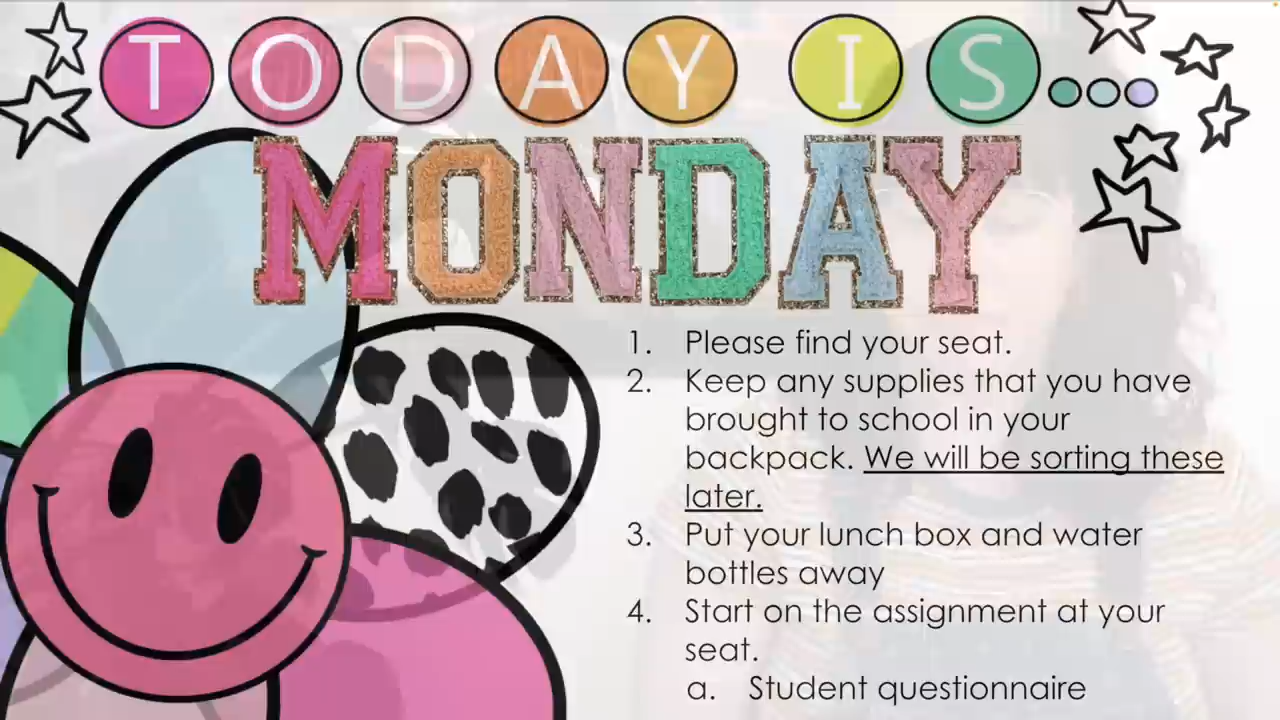 TODAY IS...
MONDAY
1. Please find your seat.
2. Keep any supplies that you have
brought to school in your
backpack. We will be sorting these
later.
3. Put your lunch box and water
bottles away
4. Start on the assignment at your
seat.
a. Student questionnaire